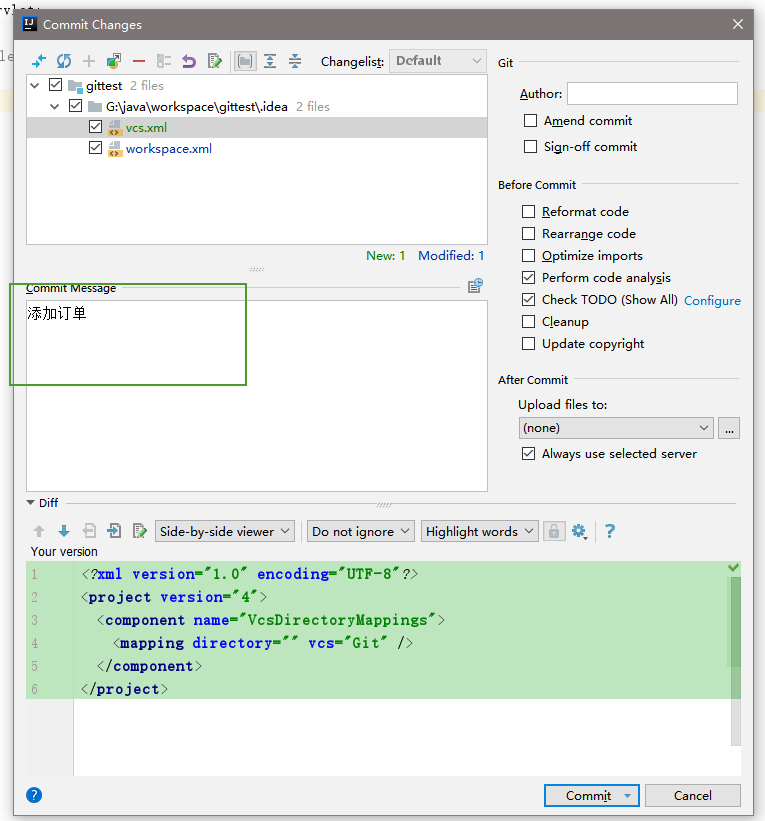 Commit Changes
Changelist: Default
gittest 2 files
G:\java\workspace\gittest\.idea 2 files
vcs.xml
workspace.xml
New: 1 Modified: 1
Commit Message
添加订单
Git
Author:
Amend commit
Sign-off commit
Before Commit
Reformat code
Rearrange code
Optimize imports
Perform code analysis
Check TODO (Show All) Configure
Cleanup
Update copyright
After Commit
Upload files to:
(none) ...
Always use selected server
Diff
Side-by-side viewer Do not ignore Highlight words ?
Your version
1 <?xml version="1.0" encoding="UTF-8"?>
2 <project version="4">
3 <component name="VcsDirectoryMappings">
4 <mapping directory="" vcs="Git" />
5 </component>
6 </project>
? Commit Cancel